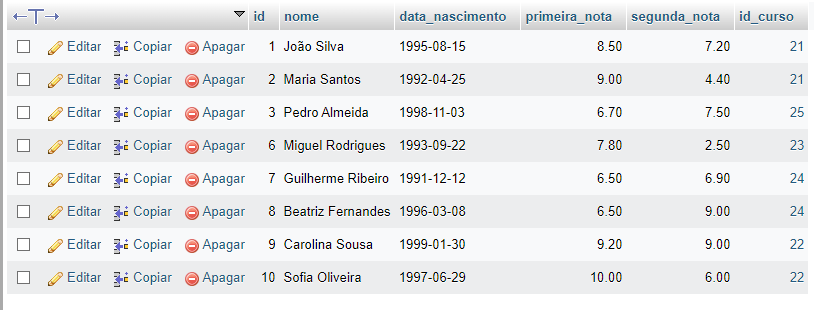 id nome data_nascimento primeira_nota segunda_nota id_curso
Editar Copiar Apagar 1 João Silva 1995-08-15 8.50 7.20 21
Editar Copiar Apagar 2 Maria Santos 1992-04-25 9.00 4.40 21
Editar Copiar Apagar 3 Pedro Almeida 1998-11-03 6.70 7.50 25
Editar Copiar Apagar 6 Miguel Rodrigues 1993-09-22 7.80 2.50 23
Editar Copiar Apagar 7 Guilherme Ribeiro 1991-12-12 6.50 6.90 24
Editar Copiar Apagar 8 Beatriz Fernandes 1996-03-08 6.50 9.00 24
Editar Copiar Apagar 9 Carolina Sousa 1999-01-30 9.20 9.00 22
Editar Copiar Apagar 10 Sofia Oliveira 1997-06-29 10.00 6.00 22